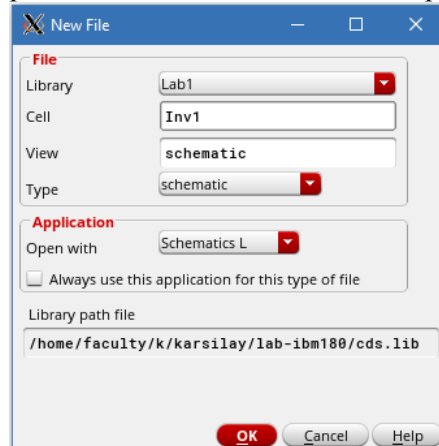 New File
File
Library Lab1
Cell Inv1
View schematic
Type schematic
Application
Open with Schematics L
Always use this application for this type of file
Library path file
/home/faculty/k/karsilay/lab-ibm180/cds.lib
OK Cancel Help